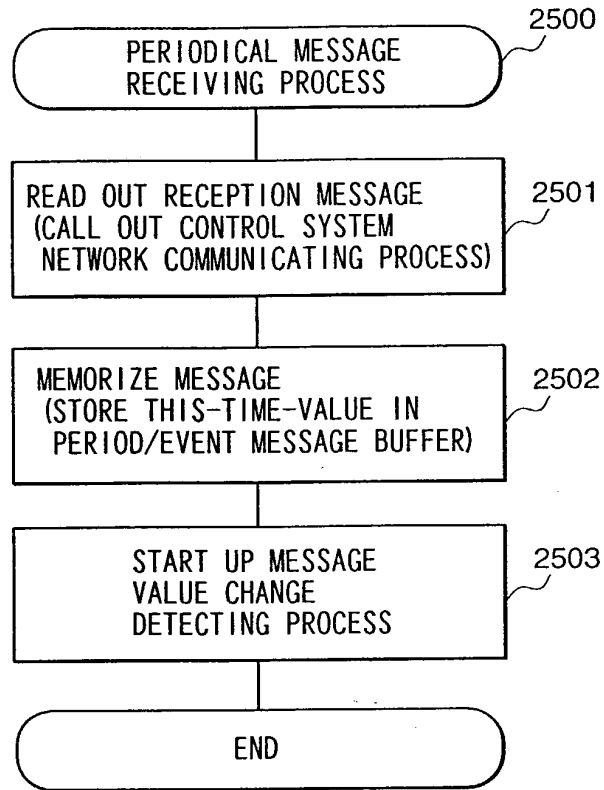 2500
PERIODICAL MESSAGE
RECEIVING PROCESS
2501
READ OUT RECEPTION MESSAGE
(CALL OUT CONTROL SYSTEM
NETWORK COMMUNICATING PROCESS)
2502
MEMORIZE MESSAGE
(STORE THIS-TIME-VALUE IN
PERIOD/EVENT MESSAGE BUFFER)
2503
START UP MESSAGE
VALUE CHANGE
DETECTING PROCESS
END